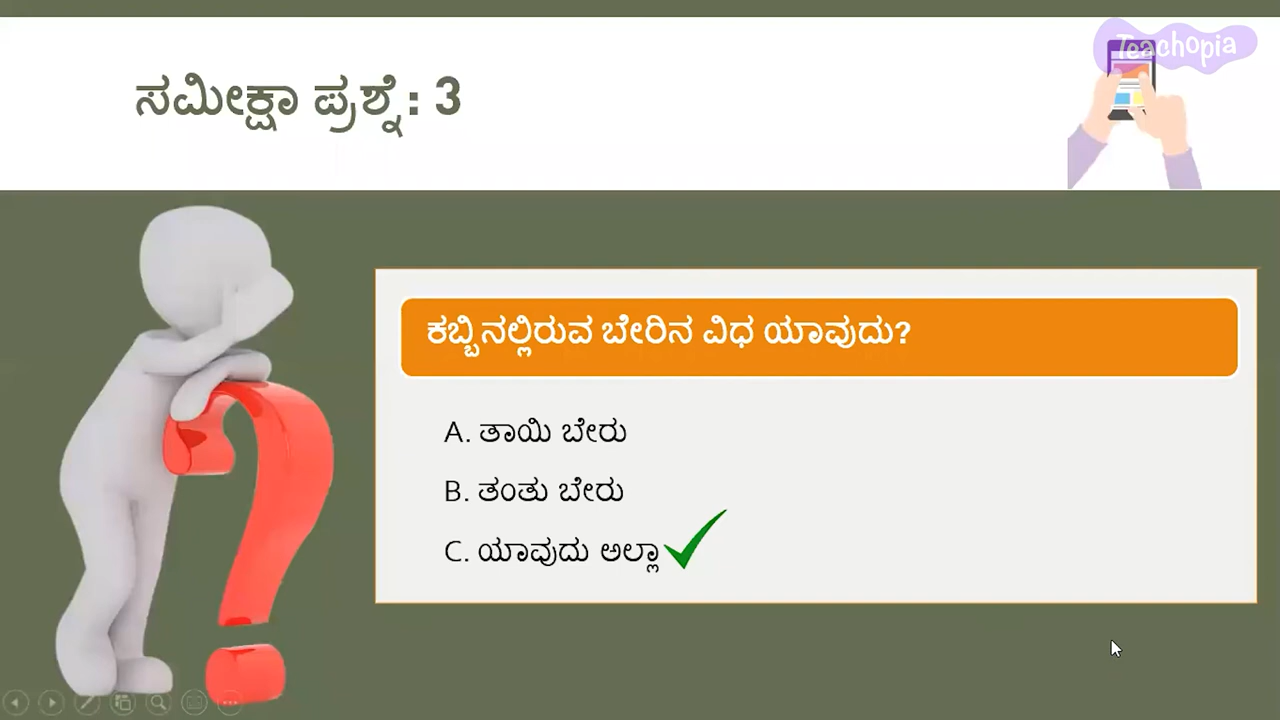 Teachopia
ಸಮೀಕ್ಷಾ ಪ್ರಶ್ನೆ: 3
ಕಬ್ಬಿನಲ್ಲಿರುವ ಬೇರಿನ ವಿಧ ಯಾವುದು?
A. ತಾಯಿ ಬೇರು
B. ತಂತು ಬೇರು
C. ಯಾವುದು ಅಲ್ಲಾ